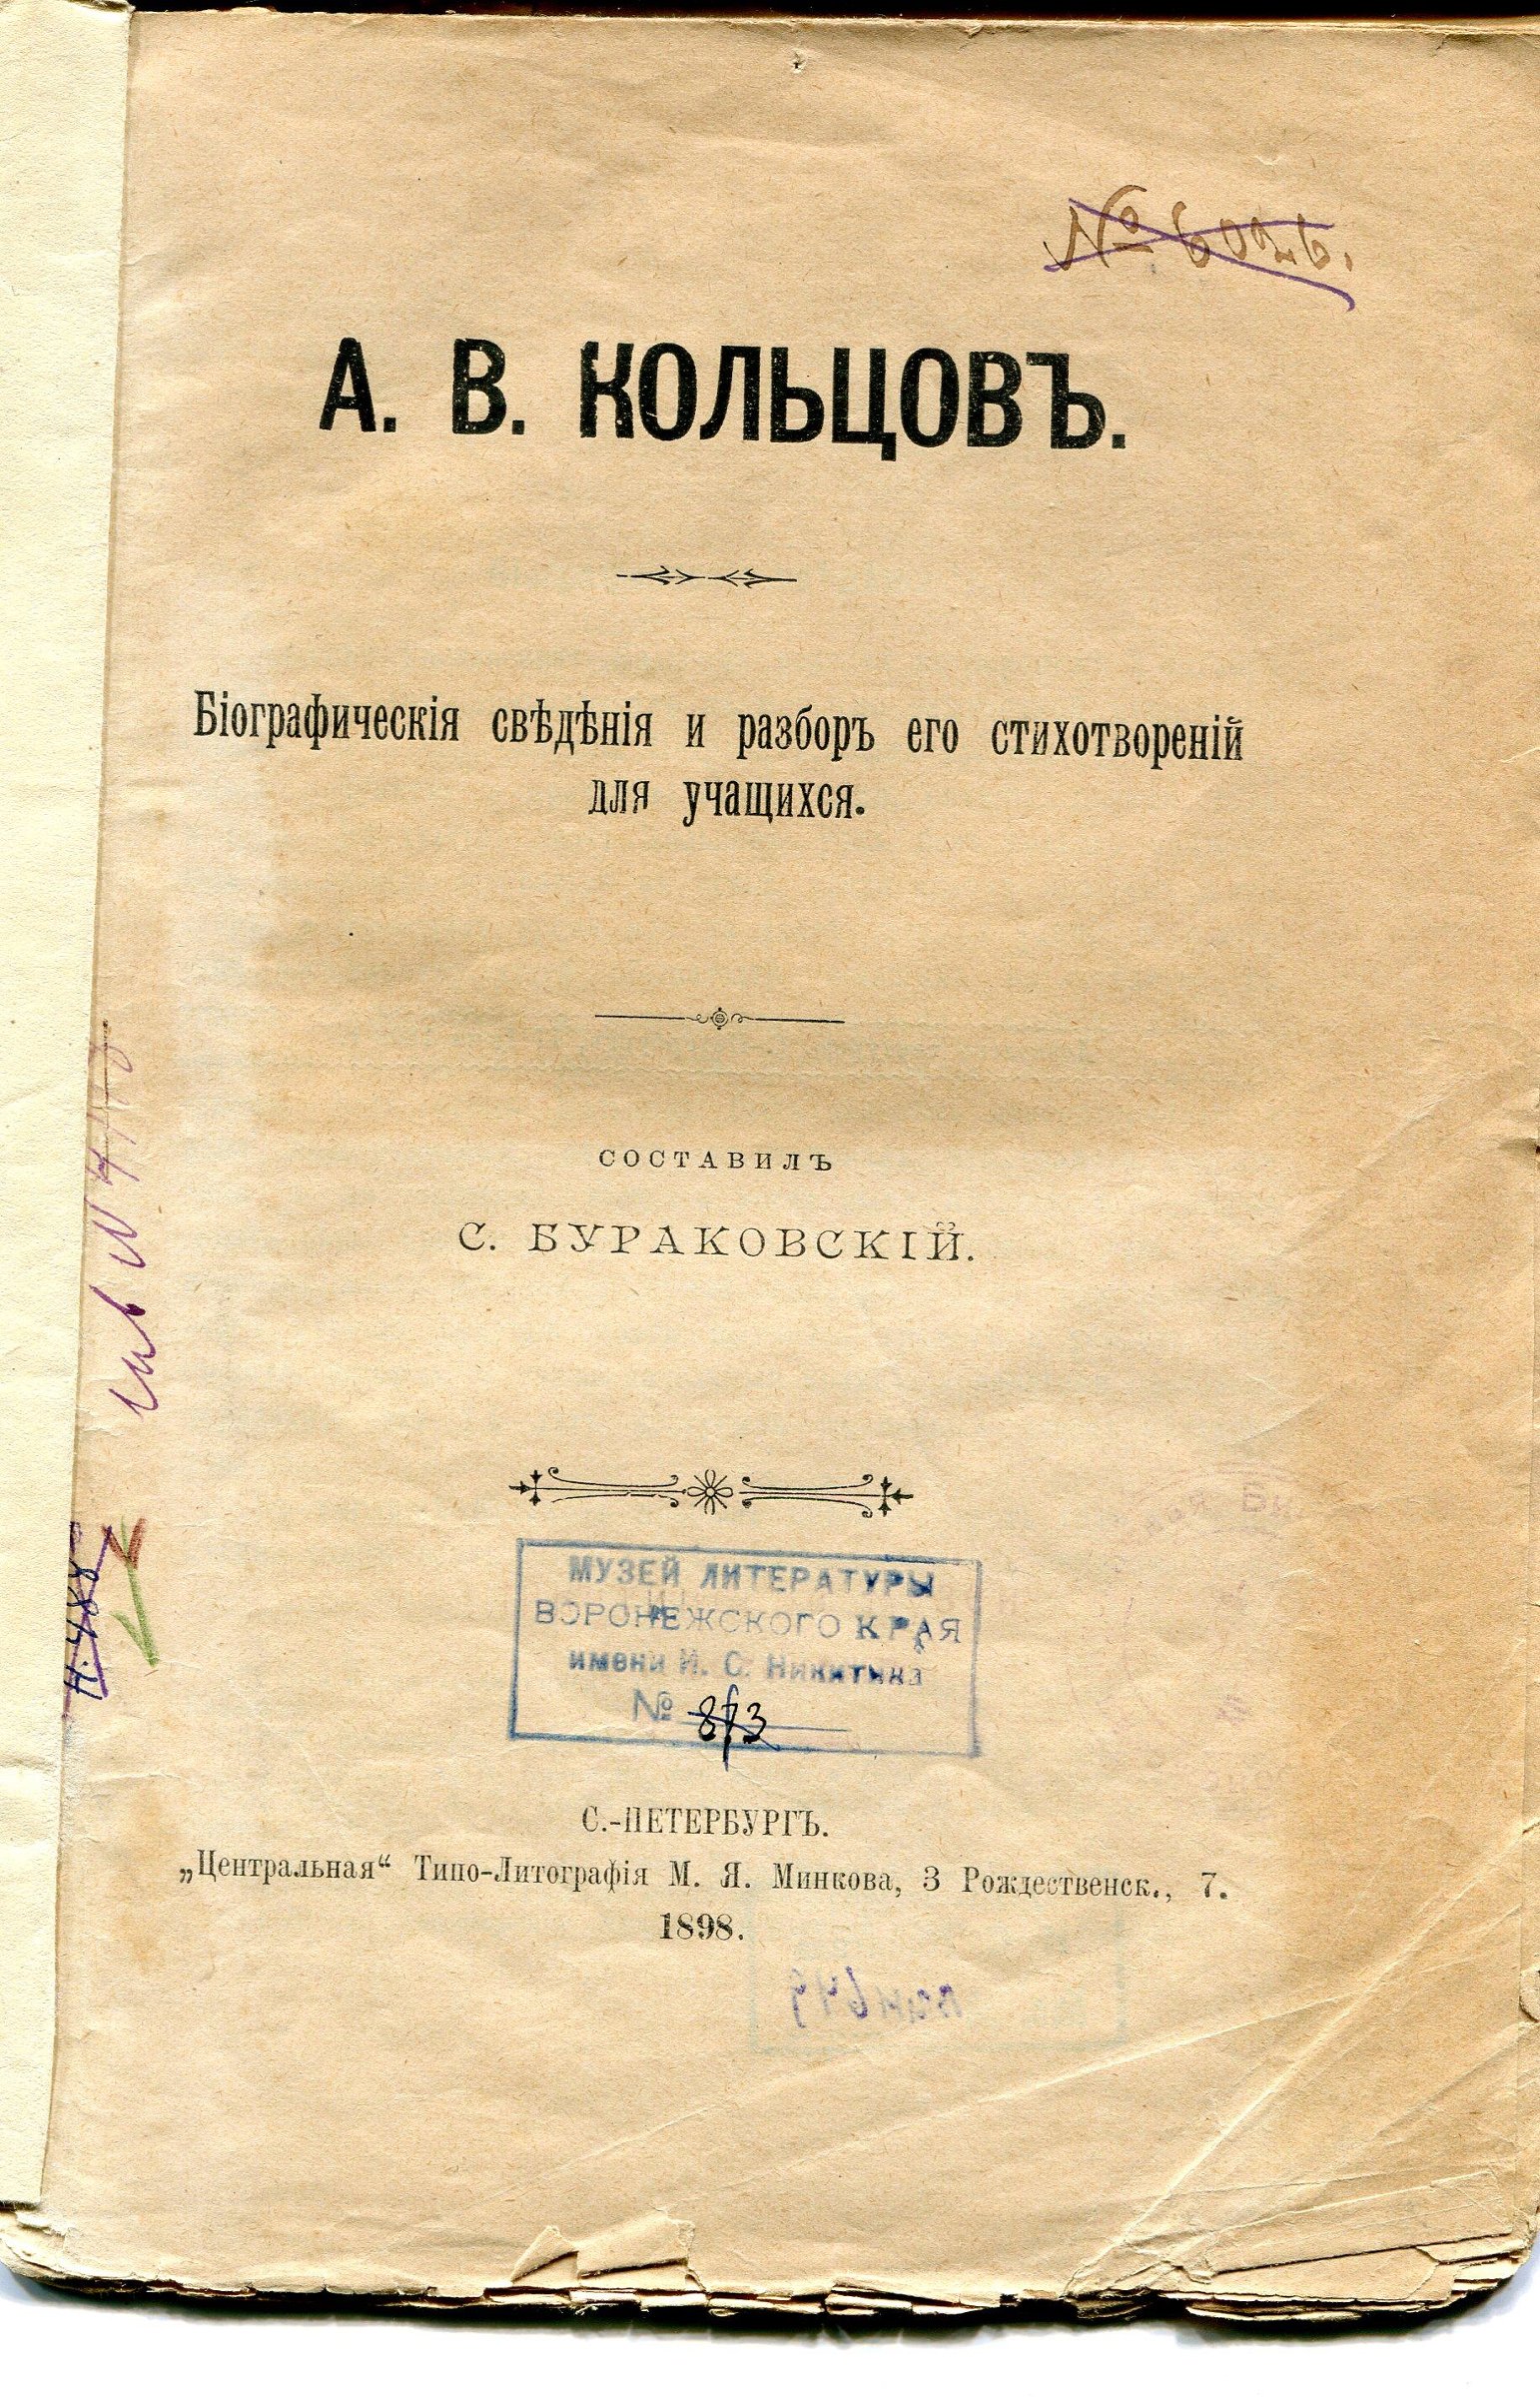 № 6026.
А. В. КОЛЬЦОВЪ.
Біографическія свѣдѣнія и разборъ его стихотвореній
для учащихся.
СОСТАВИЛЪ
С. БУРАКОВСКІЙ.
МУЗЕЙ ЛИТЕРАТУРЫ
ВОРОНЕЖСКОГО КРАЯ
имени И. С. Никитина
№ 873
С.-ПЕТЕРБУРГЪ.
„Центральная“ Типо-Литографія М. Я. Минкова, 3 Рождественск., 7.
1898.